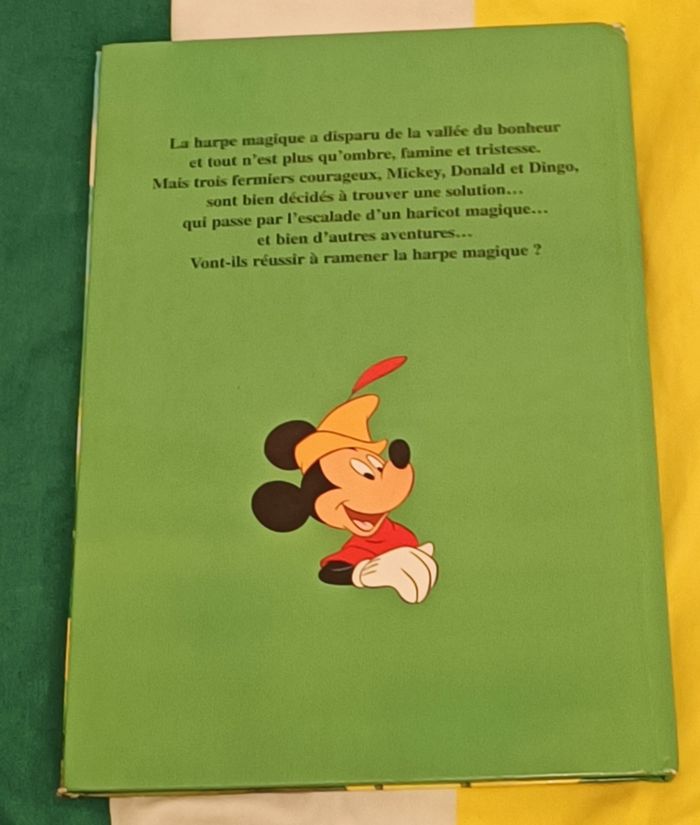 La harpe magique a disparu de la vallée du bonheur
et tout n'est plus qu'ombre, famine et tristesse.
Mais trois fermiers courageux, Mickey, Donald et Dingo,
sont bien décidés à trouver une solution...
qui passe par l'escalade d'un haricot magique...
et bien d'autres aventures...
Vont-ils réussir à ramener la harpe magique ?